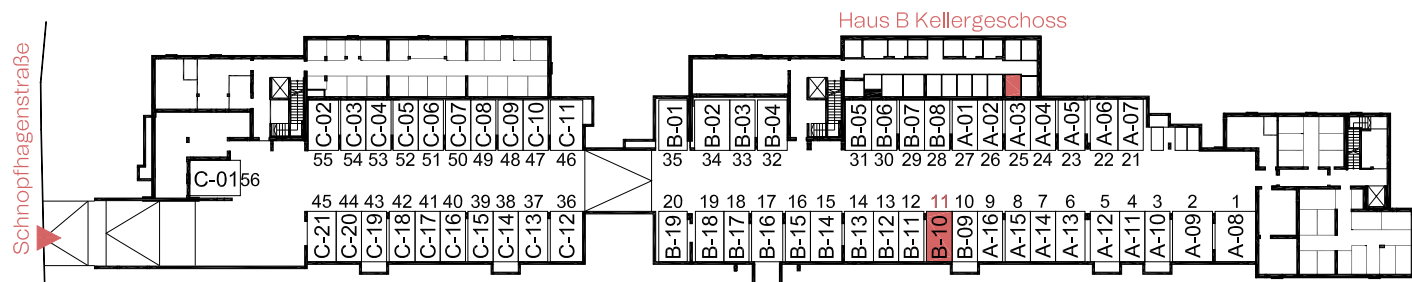 Haus B Kellergeschoss
Schnopfhagenstraße
C-02 C-03 C-04 C-05 C-06 C-07 C-08 C-09 C-10 C-11 B-01 B-02 B-03 B-04 B-05 B-06 B-07 B-08 A-01 A-02 A-03 A-04 A-05 A-06 A-07
55 54 53 52 51 50 49 48 47 46 35 34 33 32 31 30 29 28 27 26 25 24 23 22 21
C-01 56
45 44 43 42 41 40 39 38 37 36 20 19 18 17 16 15 14 13 12 11 10 9 8 7 6 5 4 3 2 1
C-21 C-20 C-19 C-18 C-17 C-16 C-15 C-14 C-13 C-12 B-19 B-18 B-17 B-16 B-15 B-14 B-13 B-12 B-11 B-10 B-09 A-16 A-15 A-14 A-13 A-12 A-11 A-10 A-09 A-08